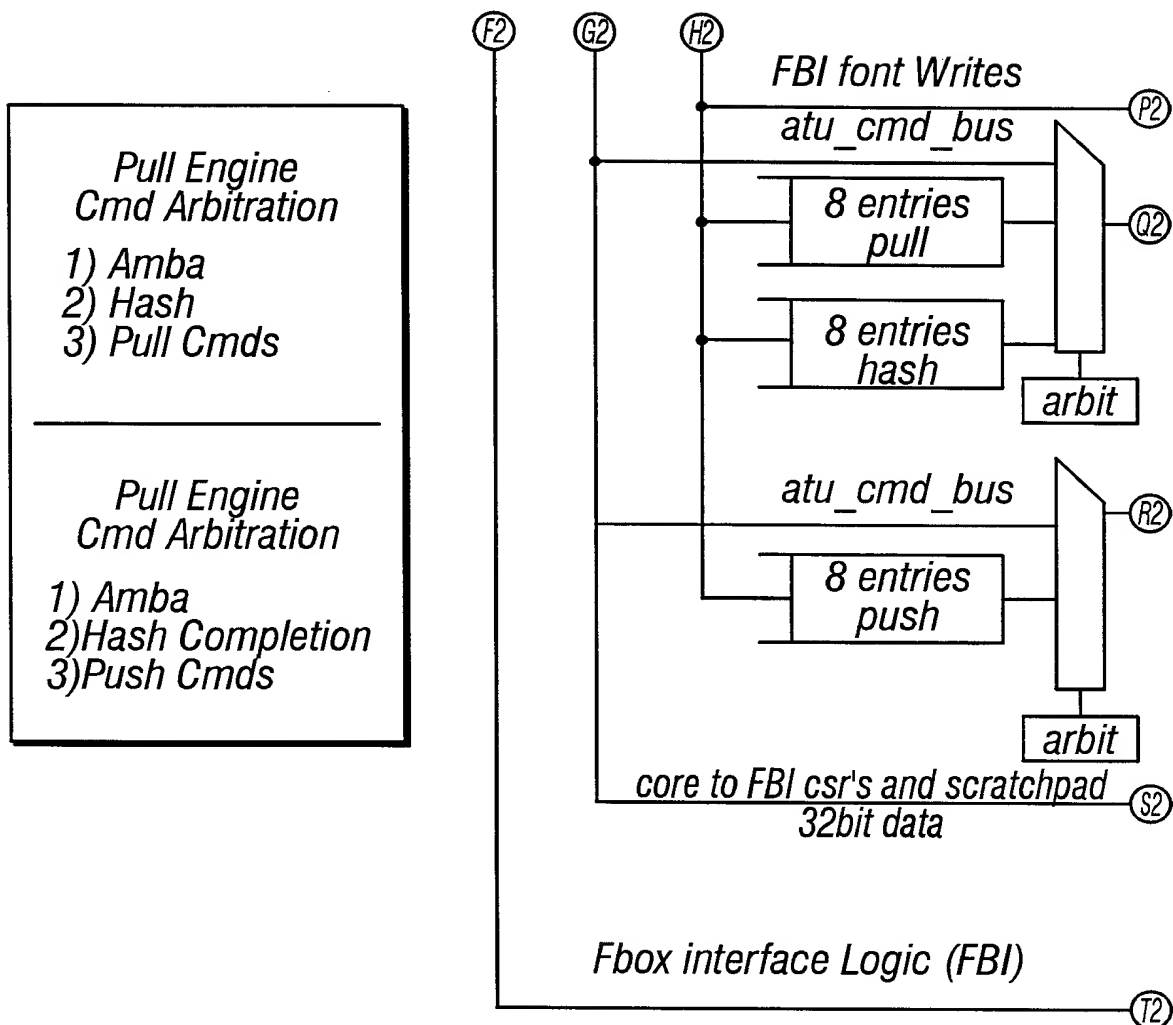 F2
G2
H2
FBI font Writes
P2
atu_cmd_bus
8 entries
pull
Q2
8 entries
hash
arbit
atu_cmd_bus
R2
8 entries
push
arbit
core to FBI csr's and scratchpad
32bit data
S2
Fbox interface Logic (FBI)
T2
Pull Engine
Cmd Arbitration
1) Amba
2) Hash
3) Pull Cmds
Pull Engine
Cmd Arbitration
1) Amba
2)Hash Completion
3)Push Cmds